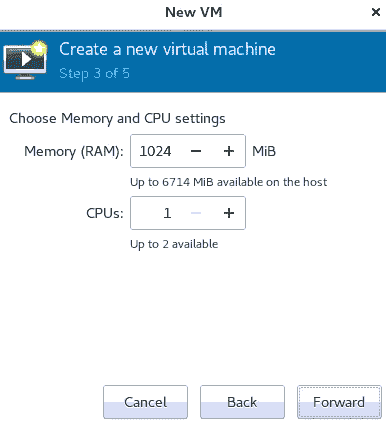 New VM
Create a new virtual machine
Step 3 of 5
Choose Memory and CPU settings
Memory (RAM): 1024 − + MiB
Up to 6714 MiB available on the host
CPUs: 1 − +
Up to 2 available
Cancel Back Forward